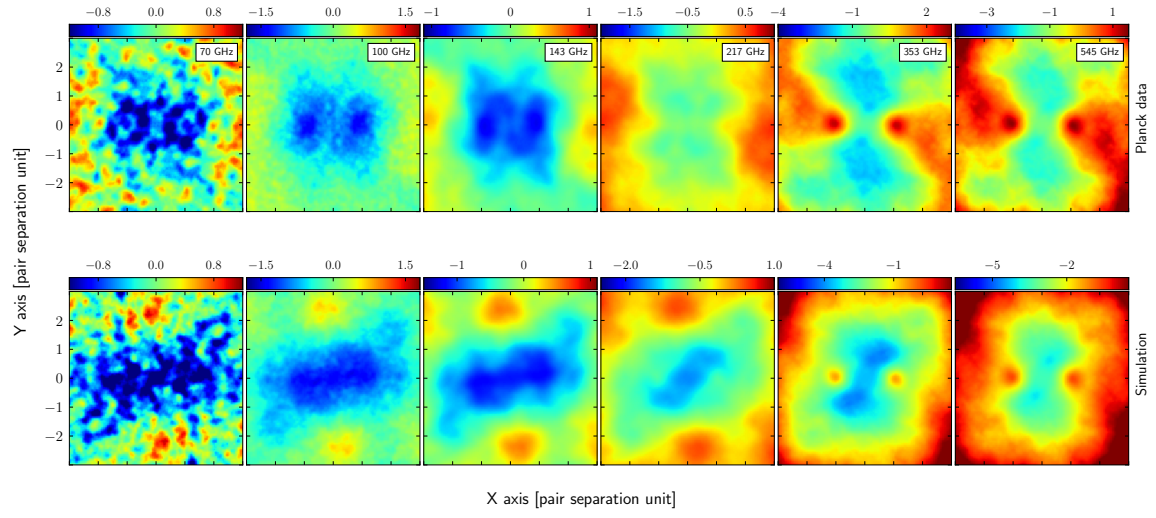 −0.8 0.0 0.8 −1.5 0.0 1.5 −1 0 1 −1.5 −0.5 0.5 −4 −1 2 −3 −1 1
70 GHz 100 GHz 143 GHz 217 GHz 353 GHz 545 GHz
2
1
0
−1
−2
Planck data
−0.8 0.0 0.8 −1.5 0.0 1.5 −1 0 1 −2.0 −0.5 1.0 −4 −1 −5 −2
2
1
0
−1
−2
Simulation
Y axis [pair separation unit]
X axis [pair separation unit]